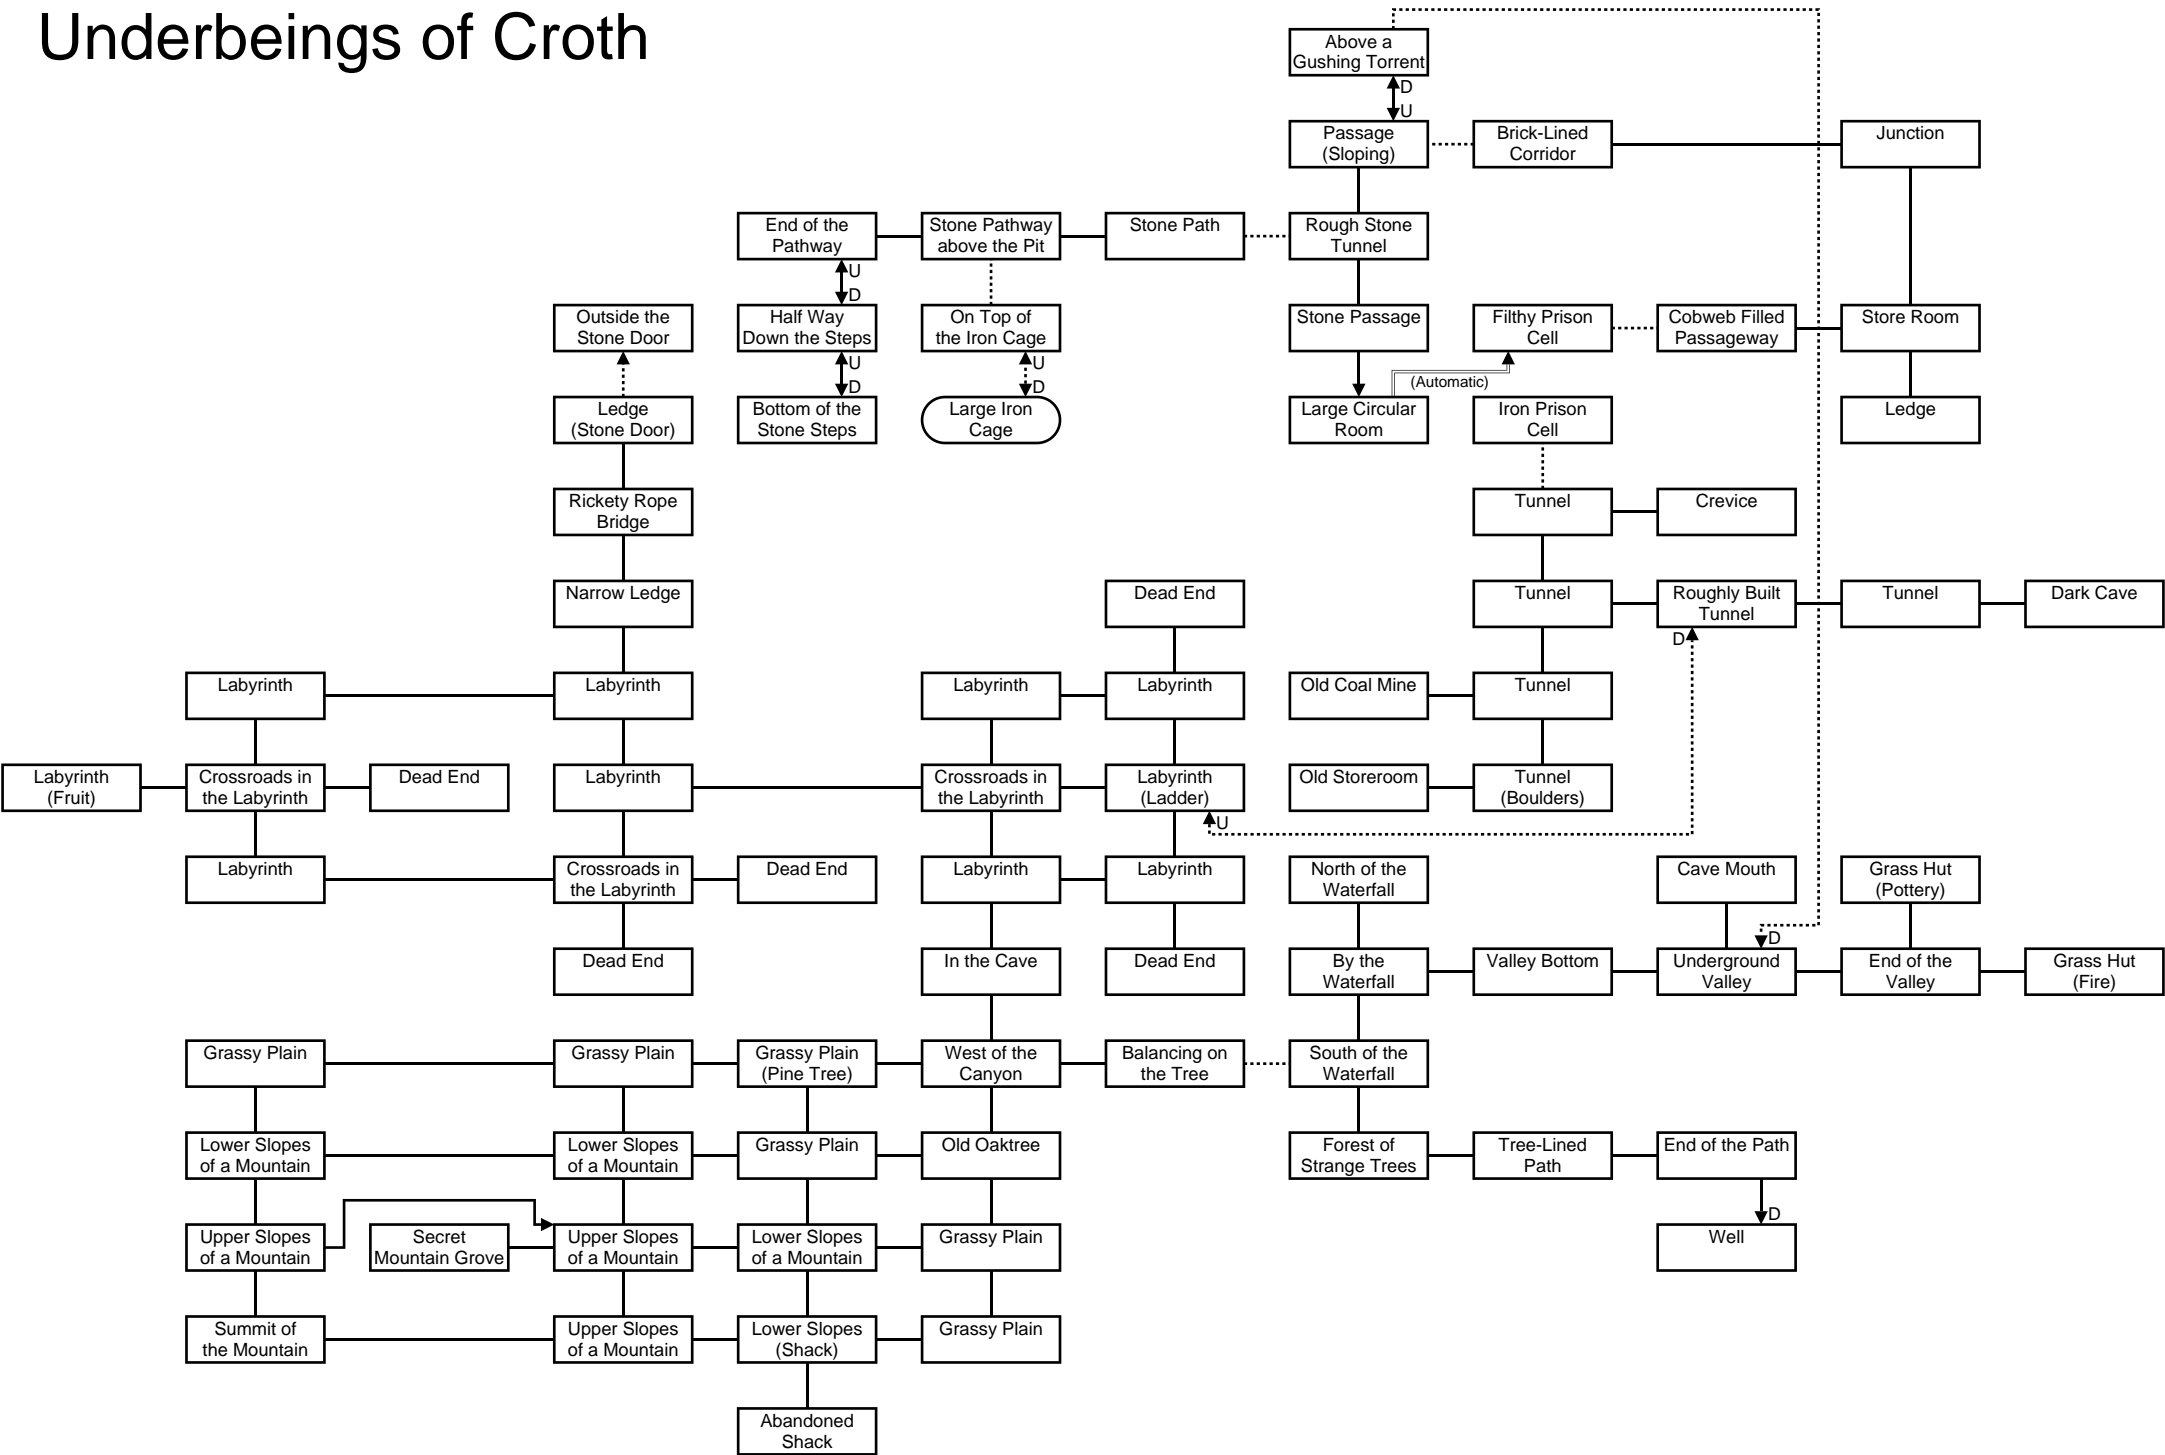 Underbeings of Croth
Above a
Gushing Torrent
D
U
Passage
(Sloping)
Brick-Lined
Corridor
Junction
End of the
Pathway
Stone Pathway
above the Pit
Stone Path
Rough Stone
Tunnel
U
D
Outside the
Stone Door
Half Way
Down the Steps
On Top of
the Iron Cage
Stone Passage
Filthy Prison
Cell
Cobweb Filled
Passageway
Store Room
U
D
U
D
(Automatic)
Ledge
(Stone Door)
Bottom of the
Stone Steps
Large Iron
Cage
Large Circular
Room
Iron Prison
Cell
Ledge
Rickety Rope
Bridge
Tunnel
Crevice
Narrow Ledge
Dead End
Tunnel
Roughly Built
Tunnel
Tunnel
Dark Cave
D
Labyrinth
Labyrinth
Labyrinth
Labyrinth
Old Coal Mine
Tunnel
Labyrinth
(Fruit)
Crossroads in
the Labyrinth
Dead End
Labyrinth
Crossroads in
the Labyrinth
Labyrinth
(Ladder)
Old Storeroom
Tunnel
(Boulders)
U
Labyrinth
Crossroads in
the Labyrinth
Dead End
Labyrinth
Labyrinth
North of the
Waterfall
Cave Mouth
Grass Hut
(Pottery)
D
Dead End
In the Cave
Dead End
By the
Waterfall
Valley Bottom
Underground
Valley
End of the
Valley
Grass Hut
(Fire)
Grassy Plain
Grassy Plain
Grassy Plain
(Pine Tree)
West of the
Canyon
Balancing on
the Tree
South of the
Waterfall
Lower Slopes
of a Mountain
Lower Slopes
of a Mountain
Grassy Plain
Old Oaktree
Forest of
Strange Trees
Tree-Lined
Path
End of the Path
D
Upper Slopes
of a Mountain
Secret
Mountain Grove
Upper Slopes
of a Mountain
Lower Slopes
of a Mountain
Grassy Plain
Well
Summit of
the Mountain
Upper Slopes
of a Mountain
Lower Slopes
(Shack)
Grassy Plain
Abandoned
Shack